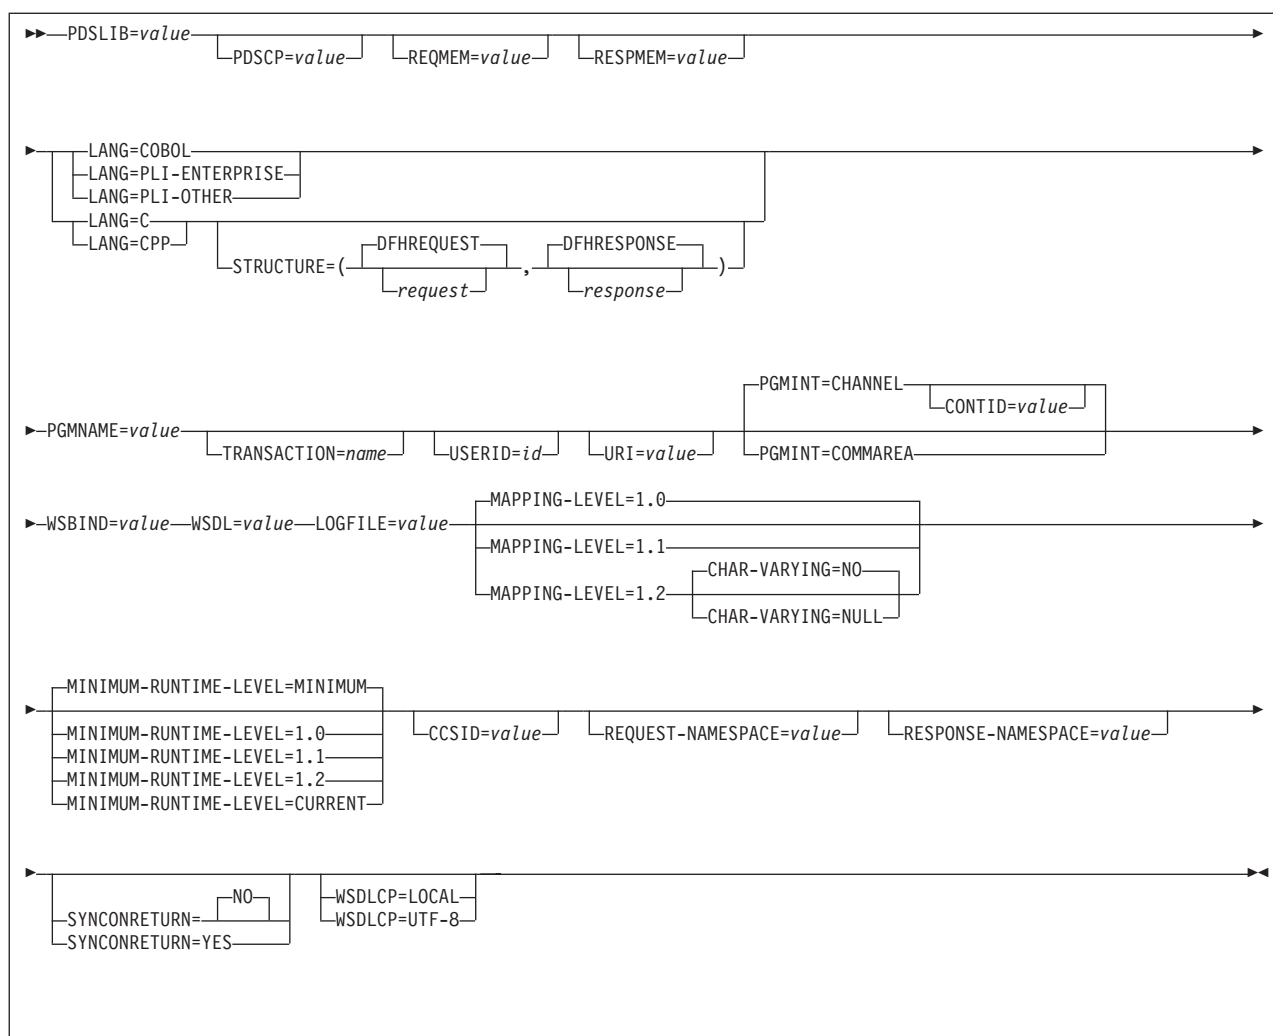 PDSLIB=value
PDSCP=value REQMEM=value RESPMEM=value
LANG=COBOL
LANG=PLI-ENTERPRISE
LANG=PLI-OTHER
LANG=C
LANG=CPP
DFHREQUEST DFHRESPONSE
STRUCTURE=( , )
request response
PGMINT=CHANNEL
CONTID=value
PGMNAME=value
TRANSACTION=name USERID=id URI=value PGMINT=COMMAREA
MAPPING-LEVEL=1.0
WSBIND=value WSDL=value LOGFILE=value
MAPPING-LEVEL=1.1
CHAR-VARYING=NO
MAPPING-LEVEL=1.2
CHAR-VARYING=NULL
MINIMUM-RUNTIME-LEVEL=MINIMUM
MINIMUM-RUNTIME-LEVEL=1.0 CCSID=value REQUEST-NAMESPACE=value RESPONSE-NAMESPACE=value
MINIMUM-RUNTIME-LEVEL=1.1
MINIMUM-RUNTIME-LEVEL=1.2
MINIMUM-RUNTIME-LEVEL=CURRENT
NO WSDLCP=LOCAL
SYNCONRETURN= WSDLCP=UTF-8
SYNCONRETURN=YES